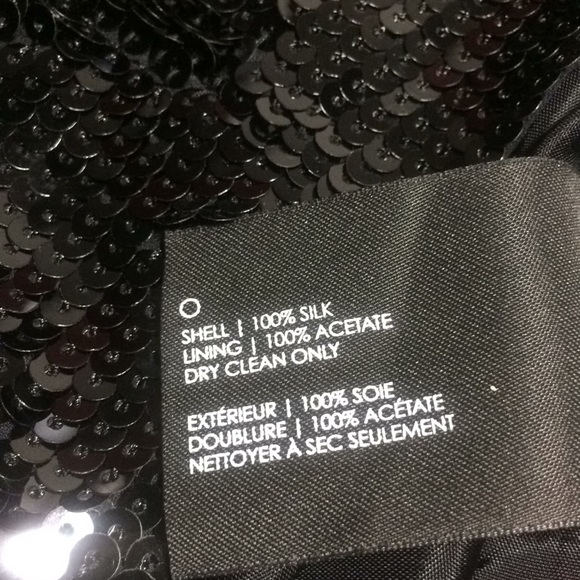 SHELL | 100% SILK
LINING | 100% ACETATE
DRY CLEAN ONLY
EXTÉRIEUR | 100% SOIE
DOUBLURE | 100% ACÉTATE
NETTOYER À SEC SEULEMENT